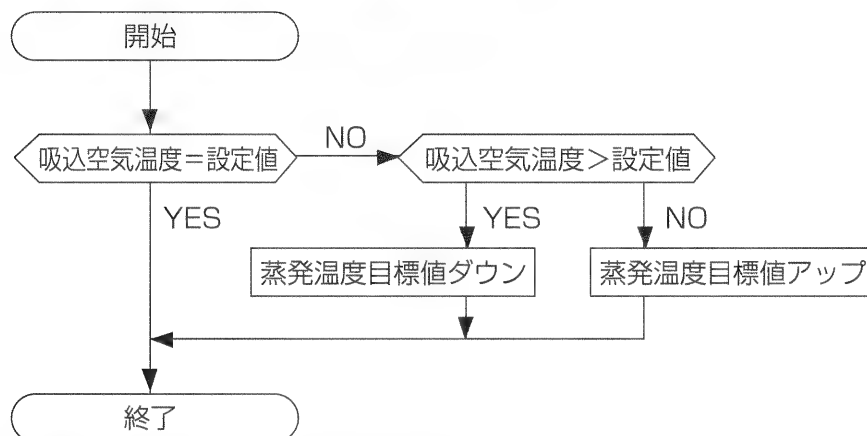 開始
吸込空気温度=設定値
NO
吸込空気温度>設定値
YES
YES
NO
蒸発温度目標値ダウン
蒸発温度目標値アップ
終了